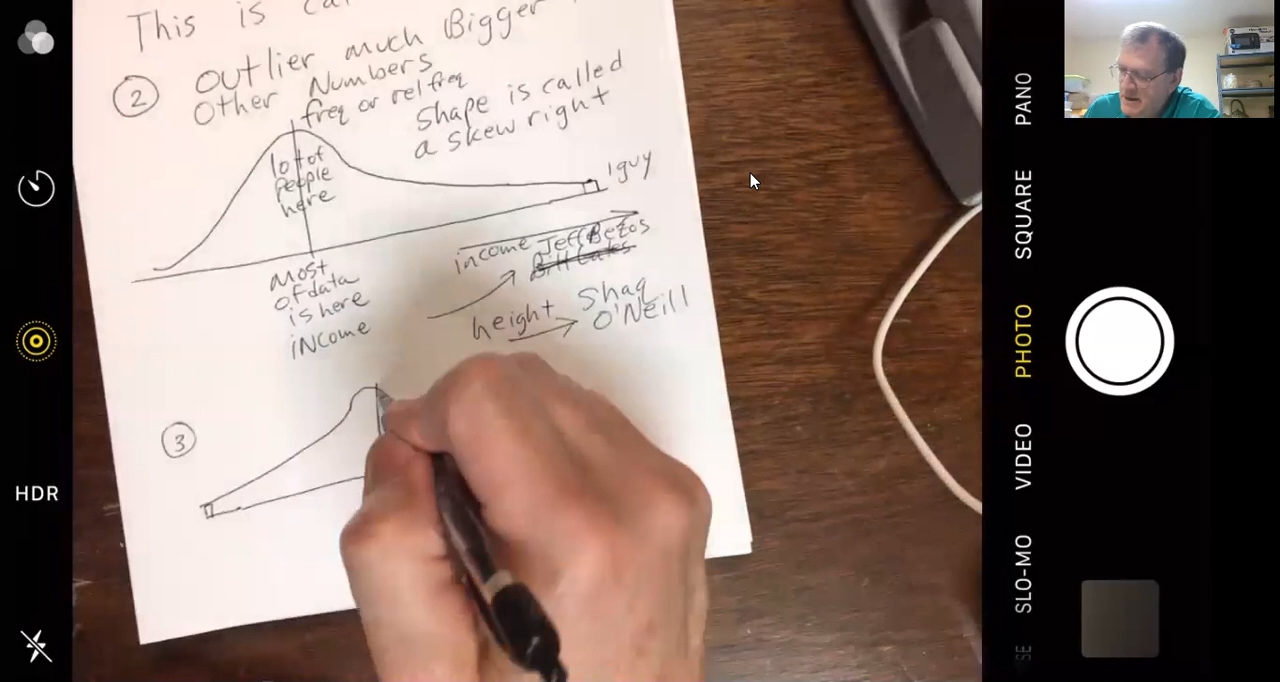 This is
② outlier much Bigger
other Numbers
freq or rel freq
Shape is called
a skew right
lot of
people
here
1 guy
most
of data
is here
iNCome
income Jeff Bezos
Bill Gates
height Shaq
O'Neill
③
HDR
PANO
SQUARE
PHOTO
VIDEO
SLO-MO